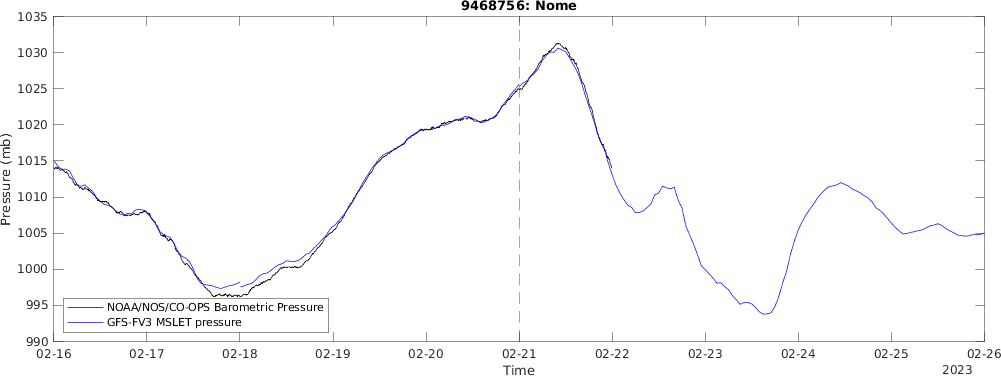 9468756: Nome
1035
1030
1025
1020
1015
1010
1005
1000
995
990
Pressure (mb)
NOAA/NOS/CO-OPS Barometric Pressure
GFS-FV3 MSLET pressure
02-16 02-17 02-18 02-19 02-20 02-21 02-22 02-23 02-24 02-25 02-26
Time
2023